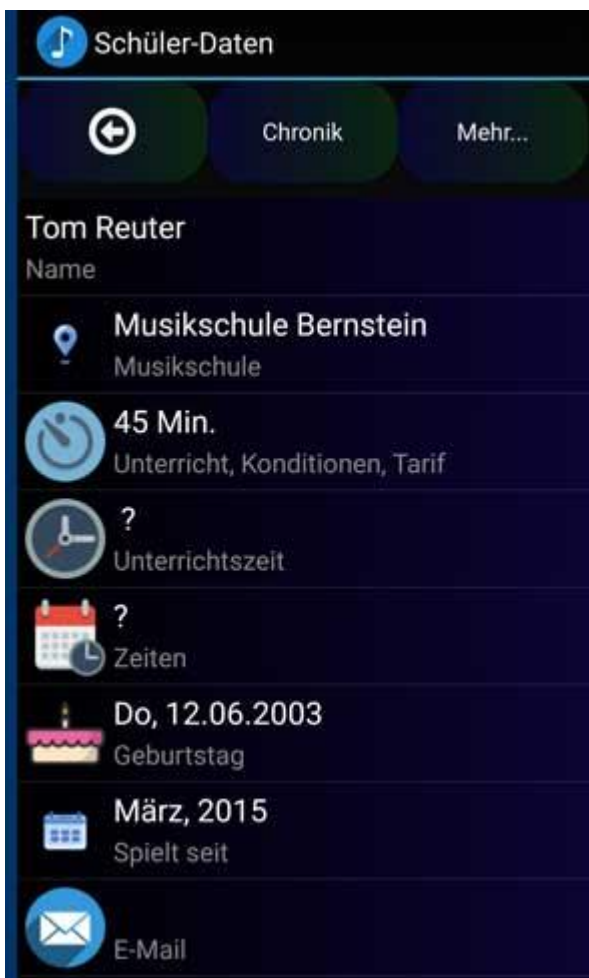 Schüler-Daten
Chronik
Mehr...
Tom Reuter
Name
Musikschule Bernstein
Musikschule
45 Min.
Unterricht, Konditionen, Tarif
?
Unterrichtszeit
?
Zeiten
Do, 12.06.2003
Geburtstag
März, 2015
Spielt seit
E-Mail